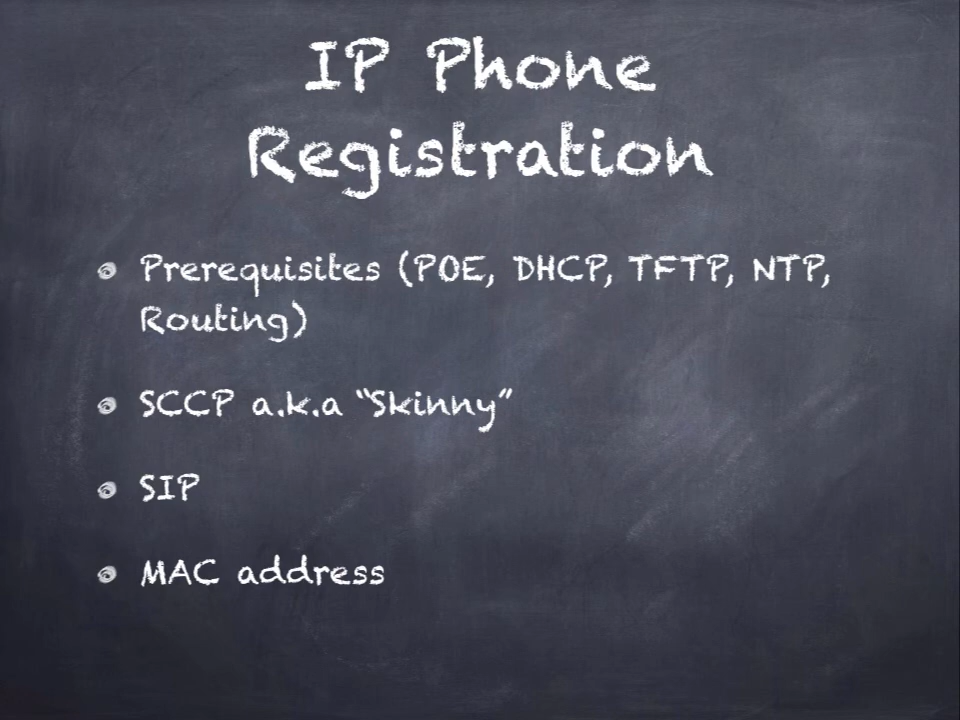 IP Phone
Registration
Prerequisites (POE, DHCP, TFTP, NTP,
Routing)
SCCP a.k.a “Skinny”
SIP
MAC address